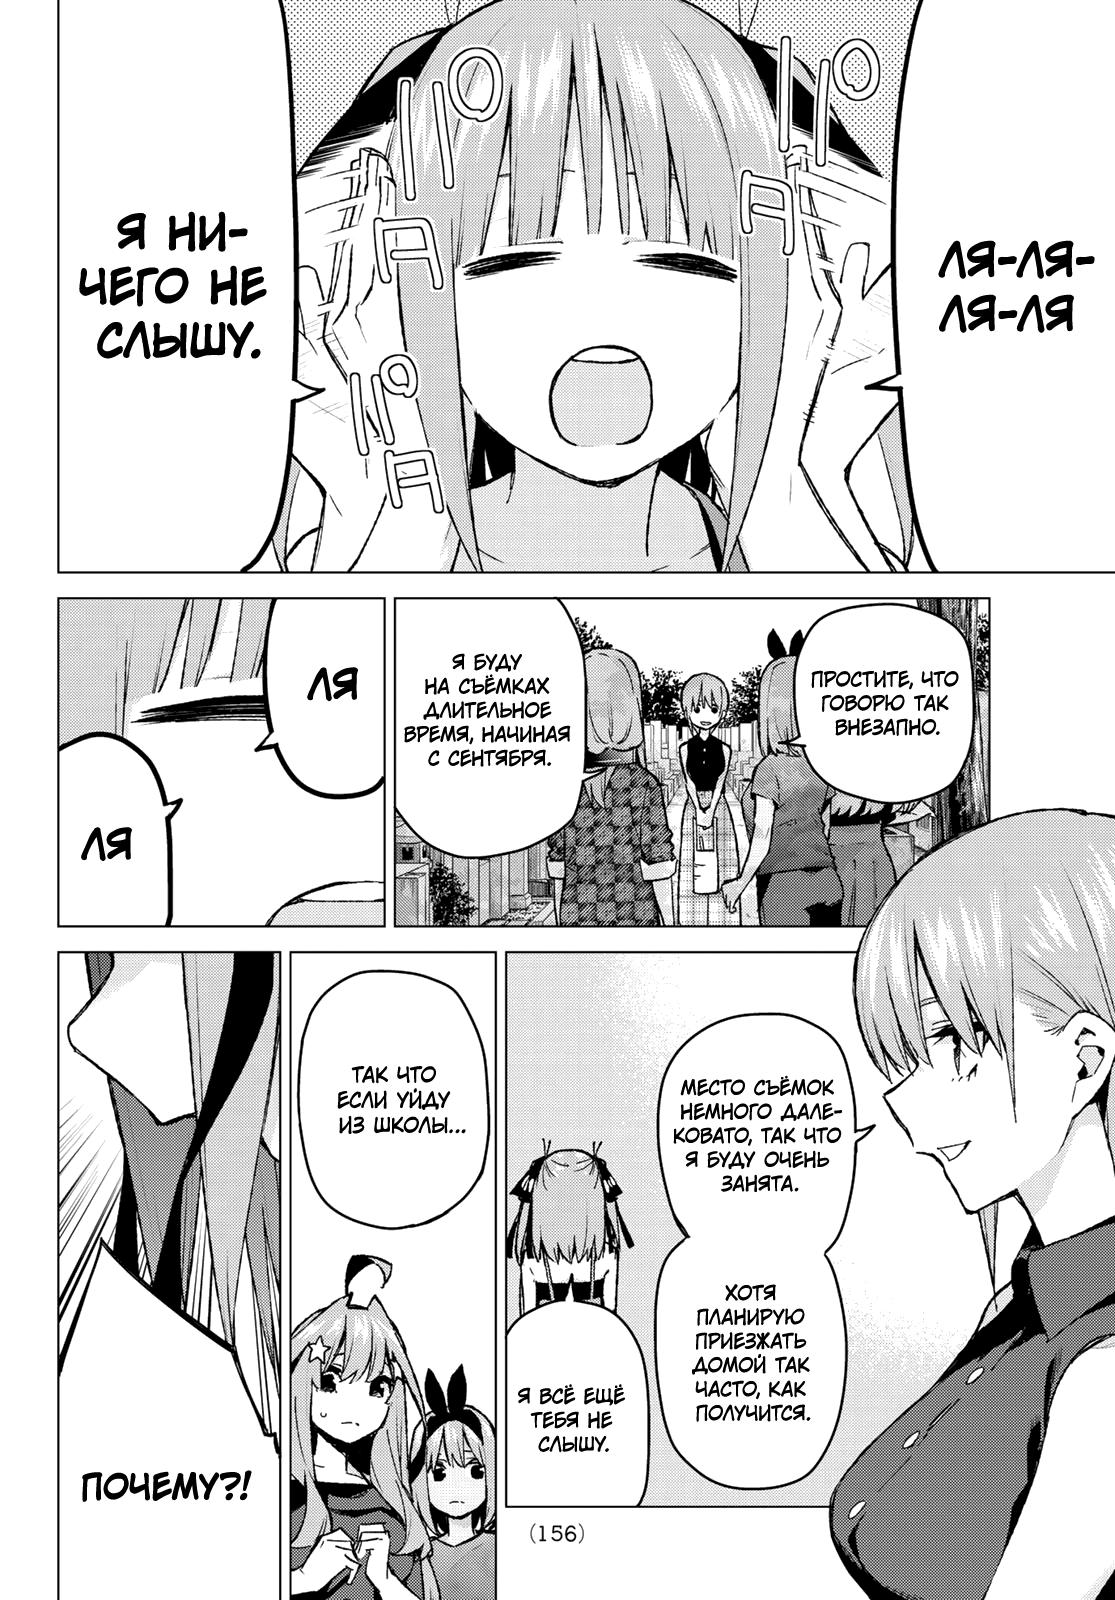 ЛЯ-ЛЯ-
ЛЯ-ЛЯ
Я НИ-
ЧЕГО НЕ
СЛЫШУ.
ПРОСТИТЕ, ЧТО
ГОВОРЮ ТАК
ВНЕЗАПНО.
Я БУДУ
НА СЪЁМКАХ
ДЛИТЕЛЬНОЕ
ВРЕМЯ, НАЧИНАЯ
С СЕНТЯБРЯ.
ЛЯ
ЛЯ
МЕСТО СЪЁМОК
НЕМНОГО ДАЛЕ-
КОВАТО, ТАК ЧТО
Я БУДУ ОЧЕНЬ
ЗАНЯТА.
ХОТЯ
ПЛАНИРУЮ
ПРИЕЗЖАТЬ
ДОМОЙ ТАК
ЧАСТО, КАК
ПОЛУЧИТСЯ.
Я ВСЁ ЕЩЁ
ТЕБЯ НЕ
СЛЫШУ.
ТАК ЧТО
ЕСЛИ УЙДУ
ИЗ ШКОЛЫ...
ПОЧЕМУ?!
(156)